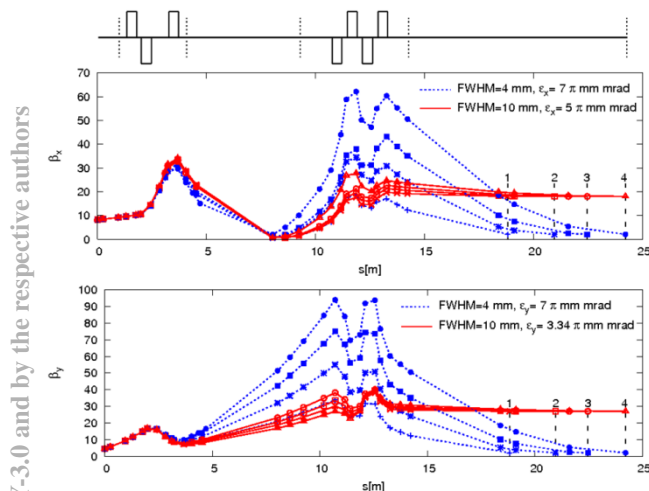 Y-3.0 and by the respective authors
FWHM=4 mm, εx= 7 π mm mrad
FWHM=10 mm, εx= 5 π mm mrad
βx
70
60
50
40
30
20
10
0
1 2 3 4
0 5 10 15 20 25
s[m]
FWHM=4 mm, εy= 7 π mm mrad
FWHM=10 mm, εy= 3.34 π mm mrad
βy
100
90
80
70
60
50
40
30
20
10
0
1 2 3 4
0 5 10 15 20 25
s[m]